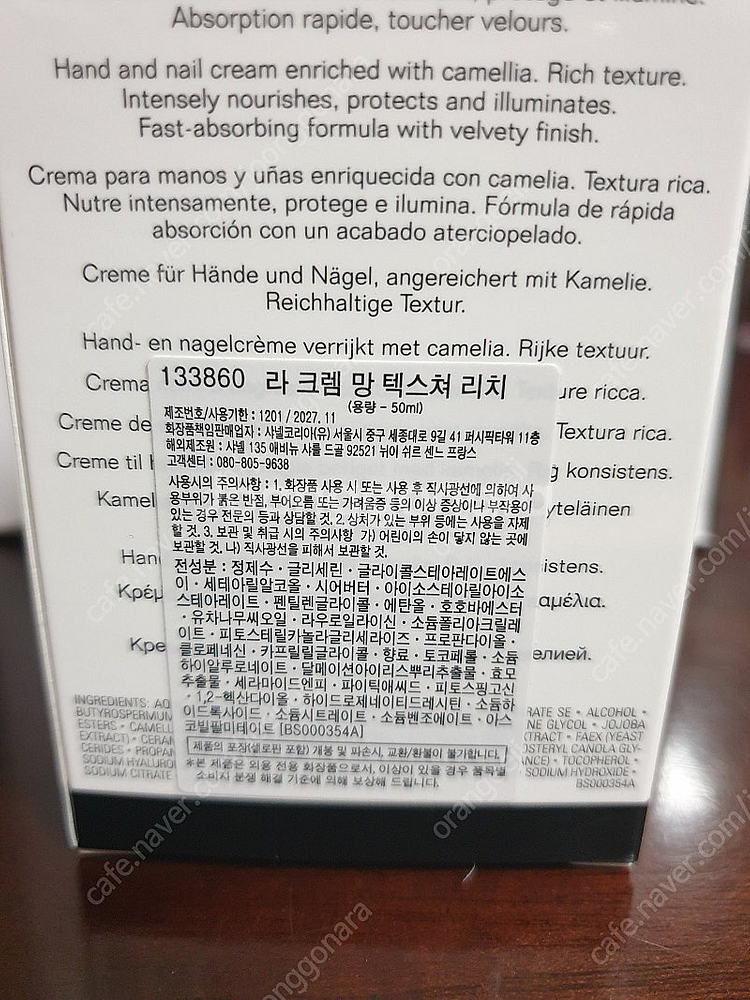 Absorption rapide, toucher velours.
Hand and nail cream enriched with camellia. Rich texture.
Intensely nourishes, protects and illuminates.
Fast-absorbing formula with velvety finish.
Crema para manos y uñas enriquecida con camelia. Textura rica.
Nutre intensamente, protege e ilumina. Fórmula de rápida
absorción con un acabado aterciopelado.
Creme für Hände und Nägel, angereichert mit Kamelie.
Reichhaltige Textur.
Hand- en nagelcrème verrijkt met camelia. Rijke textuur.
Crema
ricca.
Creme de
Textura rica.
Creme til
konsistens.
133860 라 크렘 망 텍스쳐 리치
(용량 - 50ml)
제조번호/사용기한 : 1201 / 2027. 11
화장품책임판매업자 : 샤넬코리아(유) 서울시 중구 세종대로 9길 41 퍼시픽타워 11층
해외제조원 : 샤넬 135 애비뉴 샤를 드골 92521 뉘이 쉬르 센느 프랑스
고객센터 : 080-805-9638
사용시의 주의사항 : 1. 화장품 사용 시 또는 사용 후 직사광선에 의하여 사
용부위가 붉은 반점, 부어오름 또는 가려움증 등의 이상 증상이나 부작용이
있는 경우 전문의 등과 상담할 것. 2. 상처가 있는 부위 등에는 사용을 자제
할 것. 3. 보관 및 취급 시의 주의사항 가) 어린이의 손이 닿지 않는 곳에
보관할 것. 나) 직사광선을 피해서 보관할 것.
전성분 : 정제수 · 글리세린 · 글라이콜스테아레이트에스
이 · 세테아릴알코올 · 시어버터 · 아이소스테아릴아이소
스테아레이트 · 펜틸렌글라이콜 · 에탄올 · 호호바에스터
· 유차나무씨오일 · 라우로일라이신 · 소듐폴리아크릴레
이트 · 피토스테릴카놀라글리세라이즈 · 프로판다이올 ·
클로페네신 · 카프릴릴글라이콜 · 향료 · 토코페롤 · 소듐
하이알루로네이트 · 달메이션아이리스뿌리추출물 · 효모
추출물 · 세라마이드엔피 · 파이틱애씨드 · 피토스핑고신
· 1,2-헥산다이올 · 하이드로제네이티드레시틴 · 소듐하
이드록사이드 · 소듐시트레이트 · 소듐벤조에이트 · 아스
코빌팔미테이트 [BS000354A]
제품의 포장(셀로판 포함) 개봉 및 파손시, 교환/환불이 불가합니다.
※본 제품은 외용 전용 화장품으로서, 이상이 있을 경우 품목별
소비자 분쟁 해결 기준에 의해 보상해 드립니다.
INGREDIENTS:
BUTYROSPERMUM
ESTERS •
EXTRACT) •
CERIDES •
SODIUM
SODIUM CITRATE
SE • ALCOHOL •
GLYCOL • JOJOBA
• FAEX (YEAST
CANOLA GLY-
• TOCOPHEROL •
SODIUM HYDROXIDE •
BS000354A
cafe.naver.com